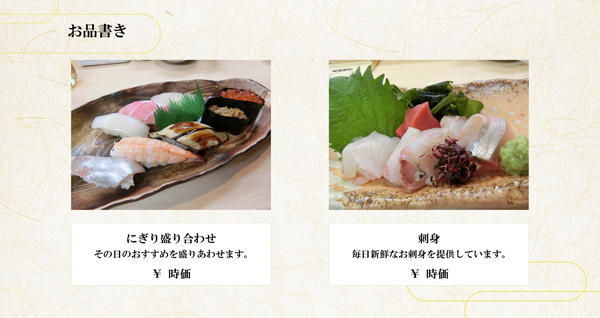 お品書き
にぎり盛り合わせ
その日のおすすめを盛りあわせます。
¥ 時価
刺身
毎日新鮮なお刺身を提供しています。
¥ 時価